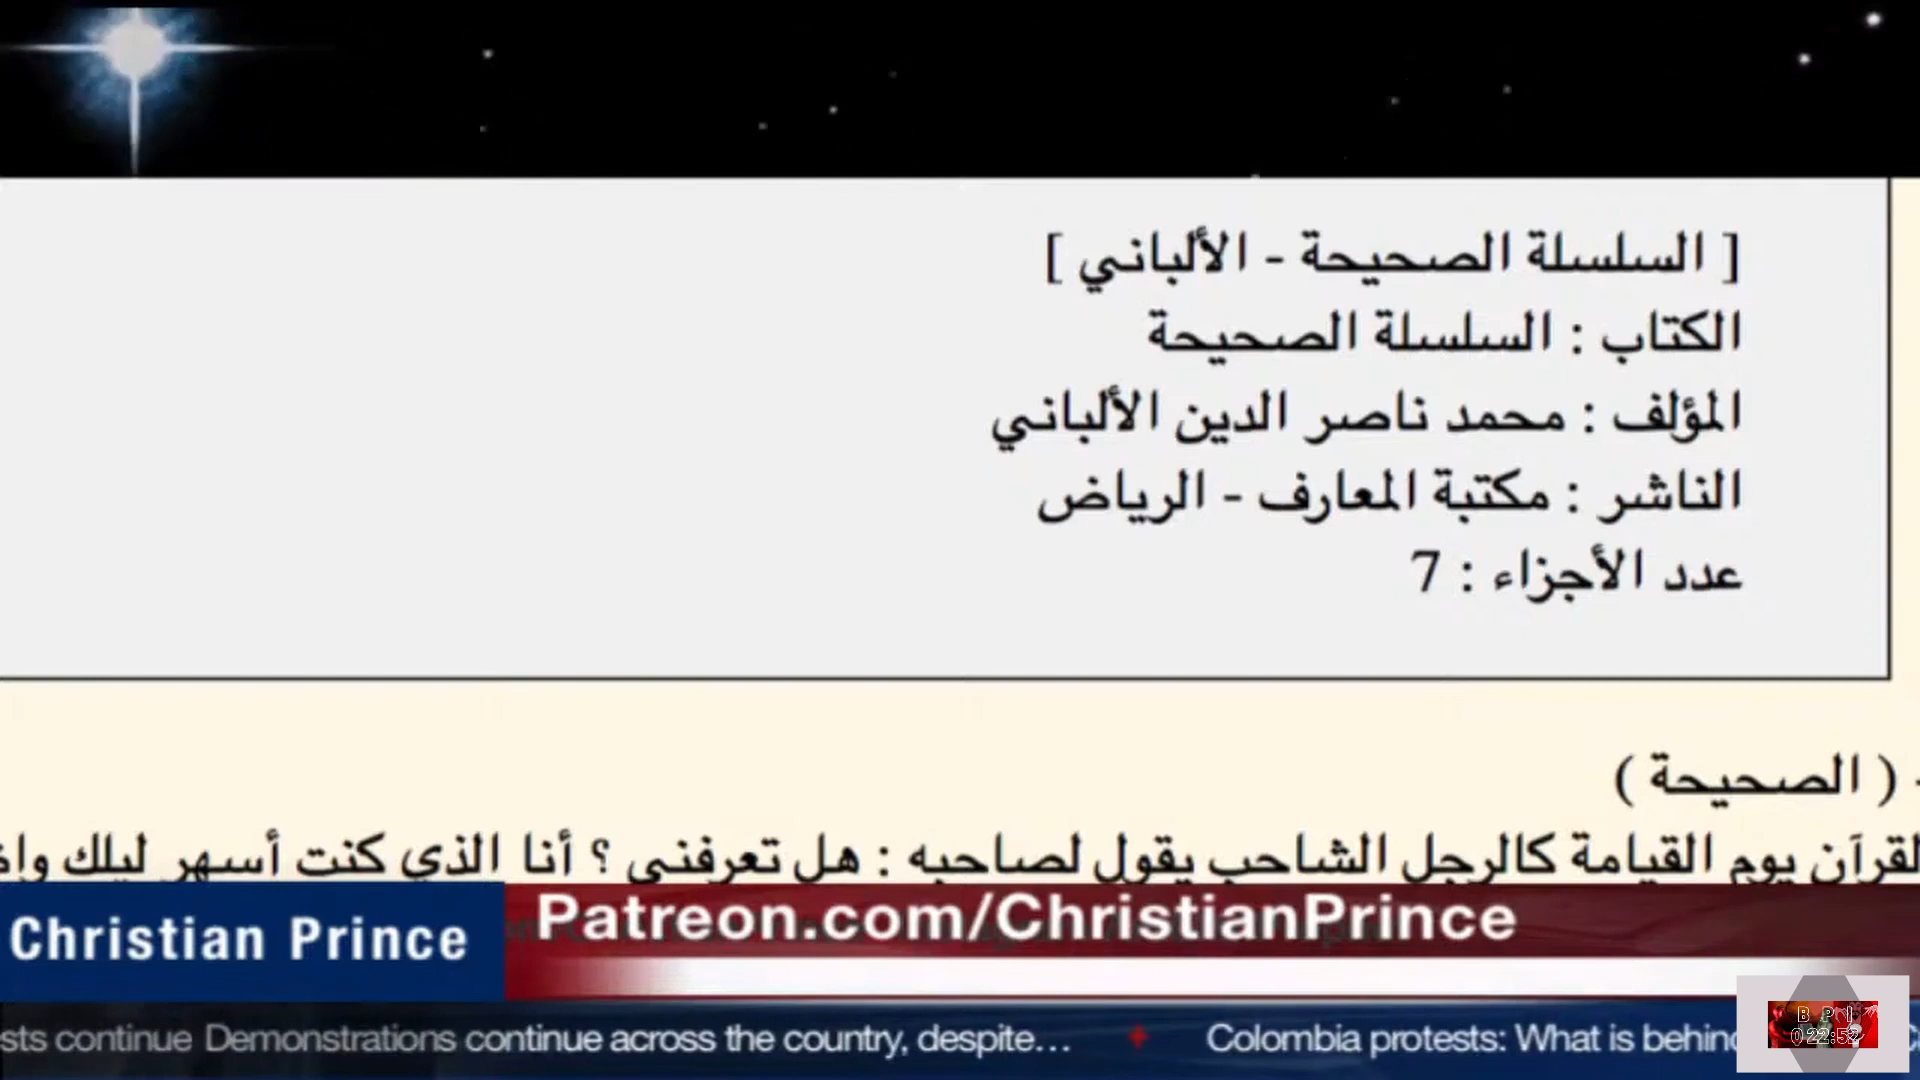 [ السلسلة الصحيحة - الألباني ]
الكتاب : السلسلة الصحيحة
المؤلف : محمد ناصر الدين الألباني
الناشر : مكتبة المعارف - الرياض
عدد الأجزاء : 7
- ( الصحيحة )
القرآن يوم القيامة كالرجل الشاحب يقول لصاحبه : هل تعرفني ؟ أنا الذي كنت أسهر ليلك
Christian Prince
Patreon.com/ChristianPrince
continue Demonstrations continue across the country, despite... Colombia protests: What is behind